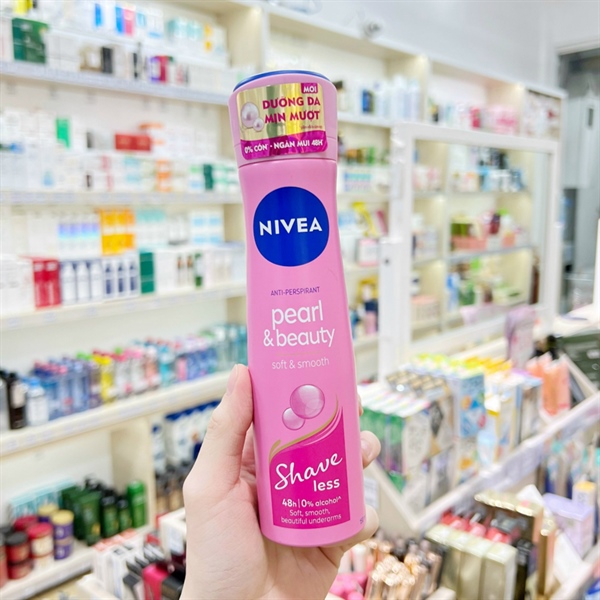 MỚI
DƯỠNG DA
MỊN MƯỢT
0% CỒN* • NGĂN MÙI 48H*
NIVEA
ANTI-PERSPIRANT
pearl
& beauty
soft & smooth
Shave
less
48h | 0% alcohol^
Soft, smooth,
beautiful underarms